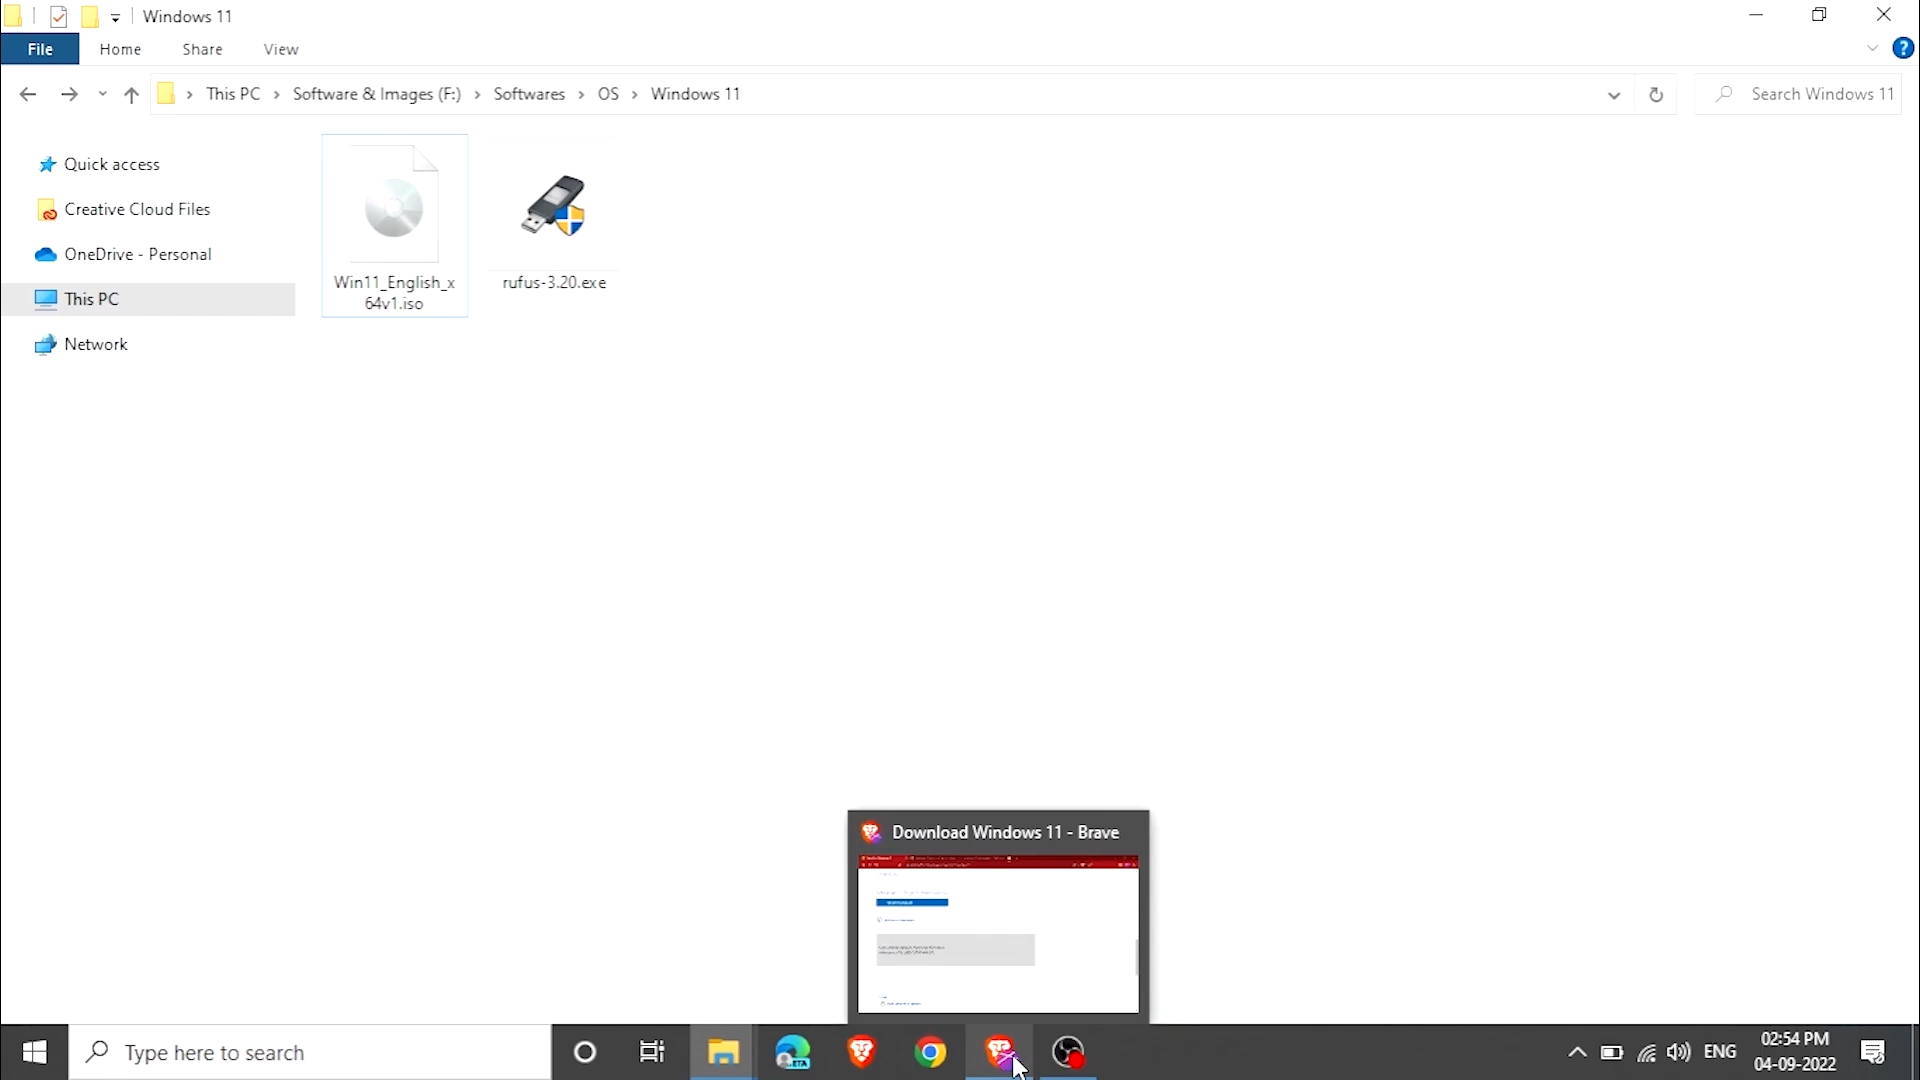 Windows 11
File Home Share View
This PC Software & Images (F:) Softwares OS Windows 11
Search Windows 11
Quick access
Creative Cloud Files
OneDrive - Personal
This PC
Network
Win11_English_x
64v1.iso
rufus-3.20.exe
Download Windows 11 - Brave
Type here to search
BETA
ENG
02:54 PM
04-09-2022